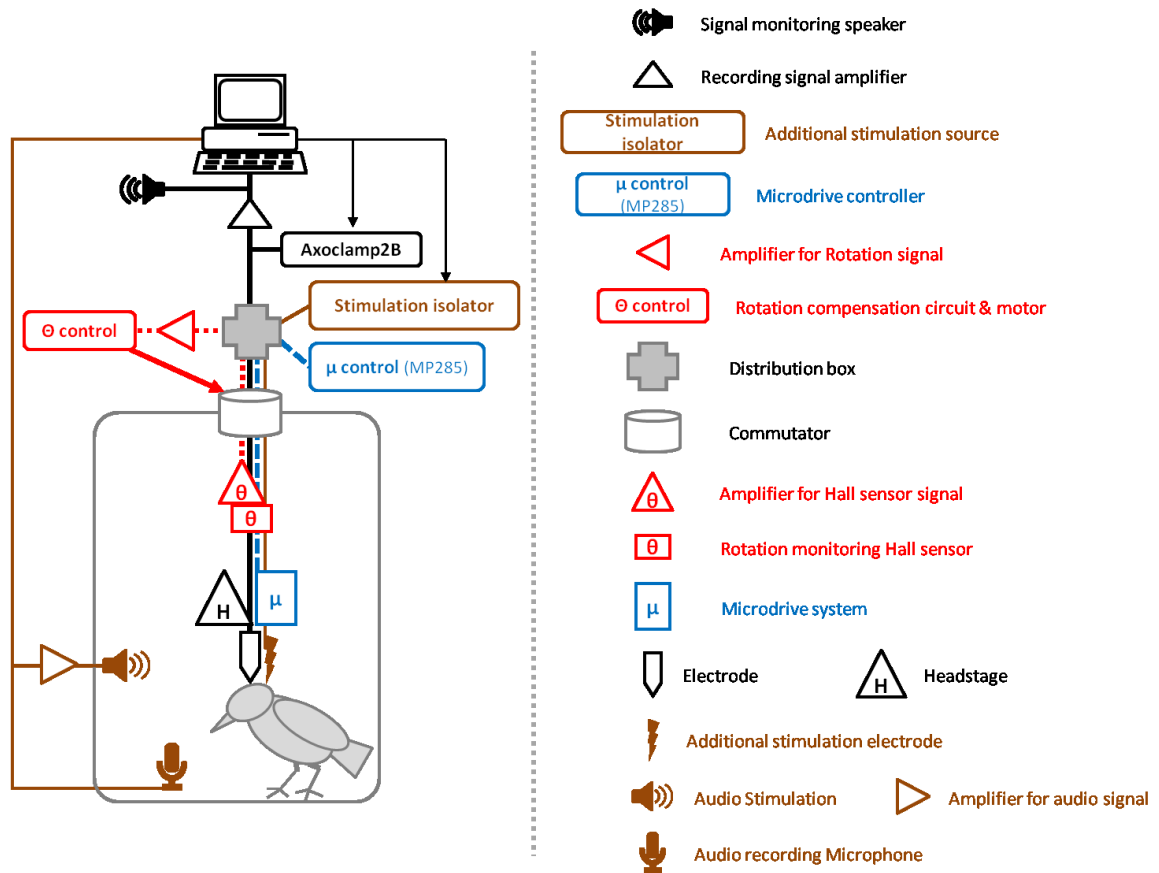 Axoclamp2B
Stimulation isolator
Θ control
μ control (MP285)
θ
θ
H
μ
Signal monitoring speaker
Recording signal amplifier
Stimulation
isolator
Additional stimulation source
μ control
(MP285)
Microdrive controller
Amplifier for Rotation signal
Θ control
Rotation compensation circuit & motor
Distribution box
Commutator
θ
Amplifier for Hall sensor signal
θ
Rotation monitoring Hall sensor
μ
Microdrive system
Electrode
H
Headstage
Additional stimulation electrode
Audio Stimulation
Amplifier for audio signal
Audio recording Microphone